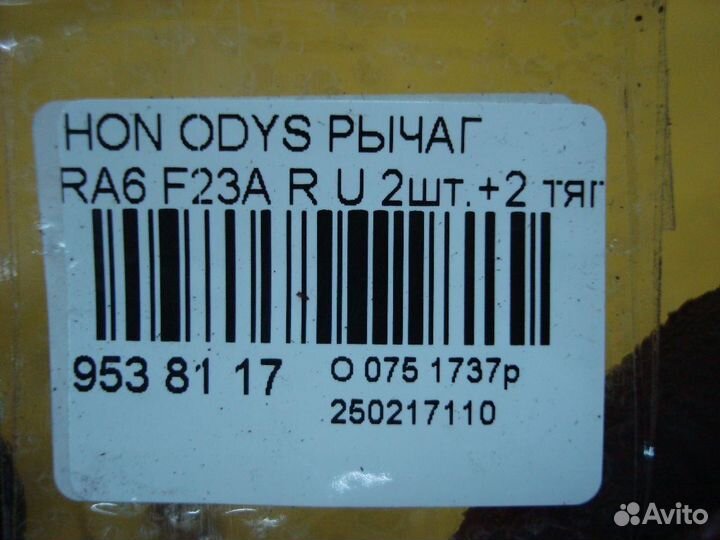 HON ODYS РЫЧАГ
RA6 F23A R U 2шт.+2 тяг
953 81 17
O 075 1737р
250217110
Avito